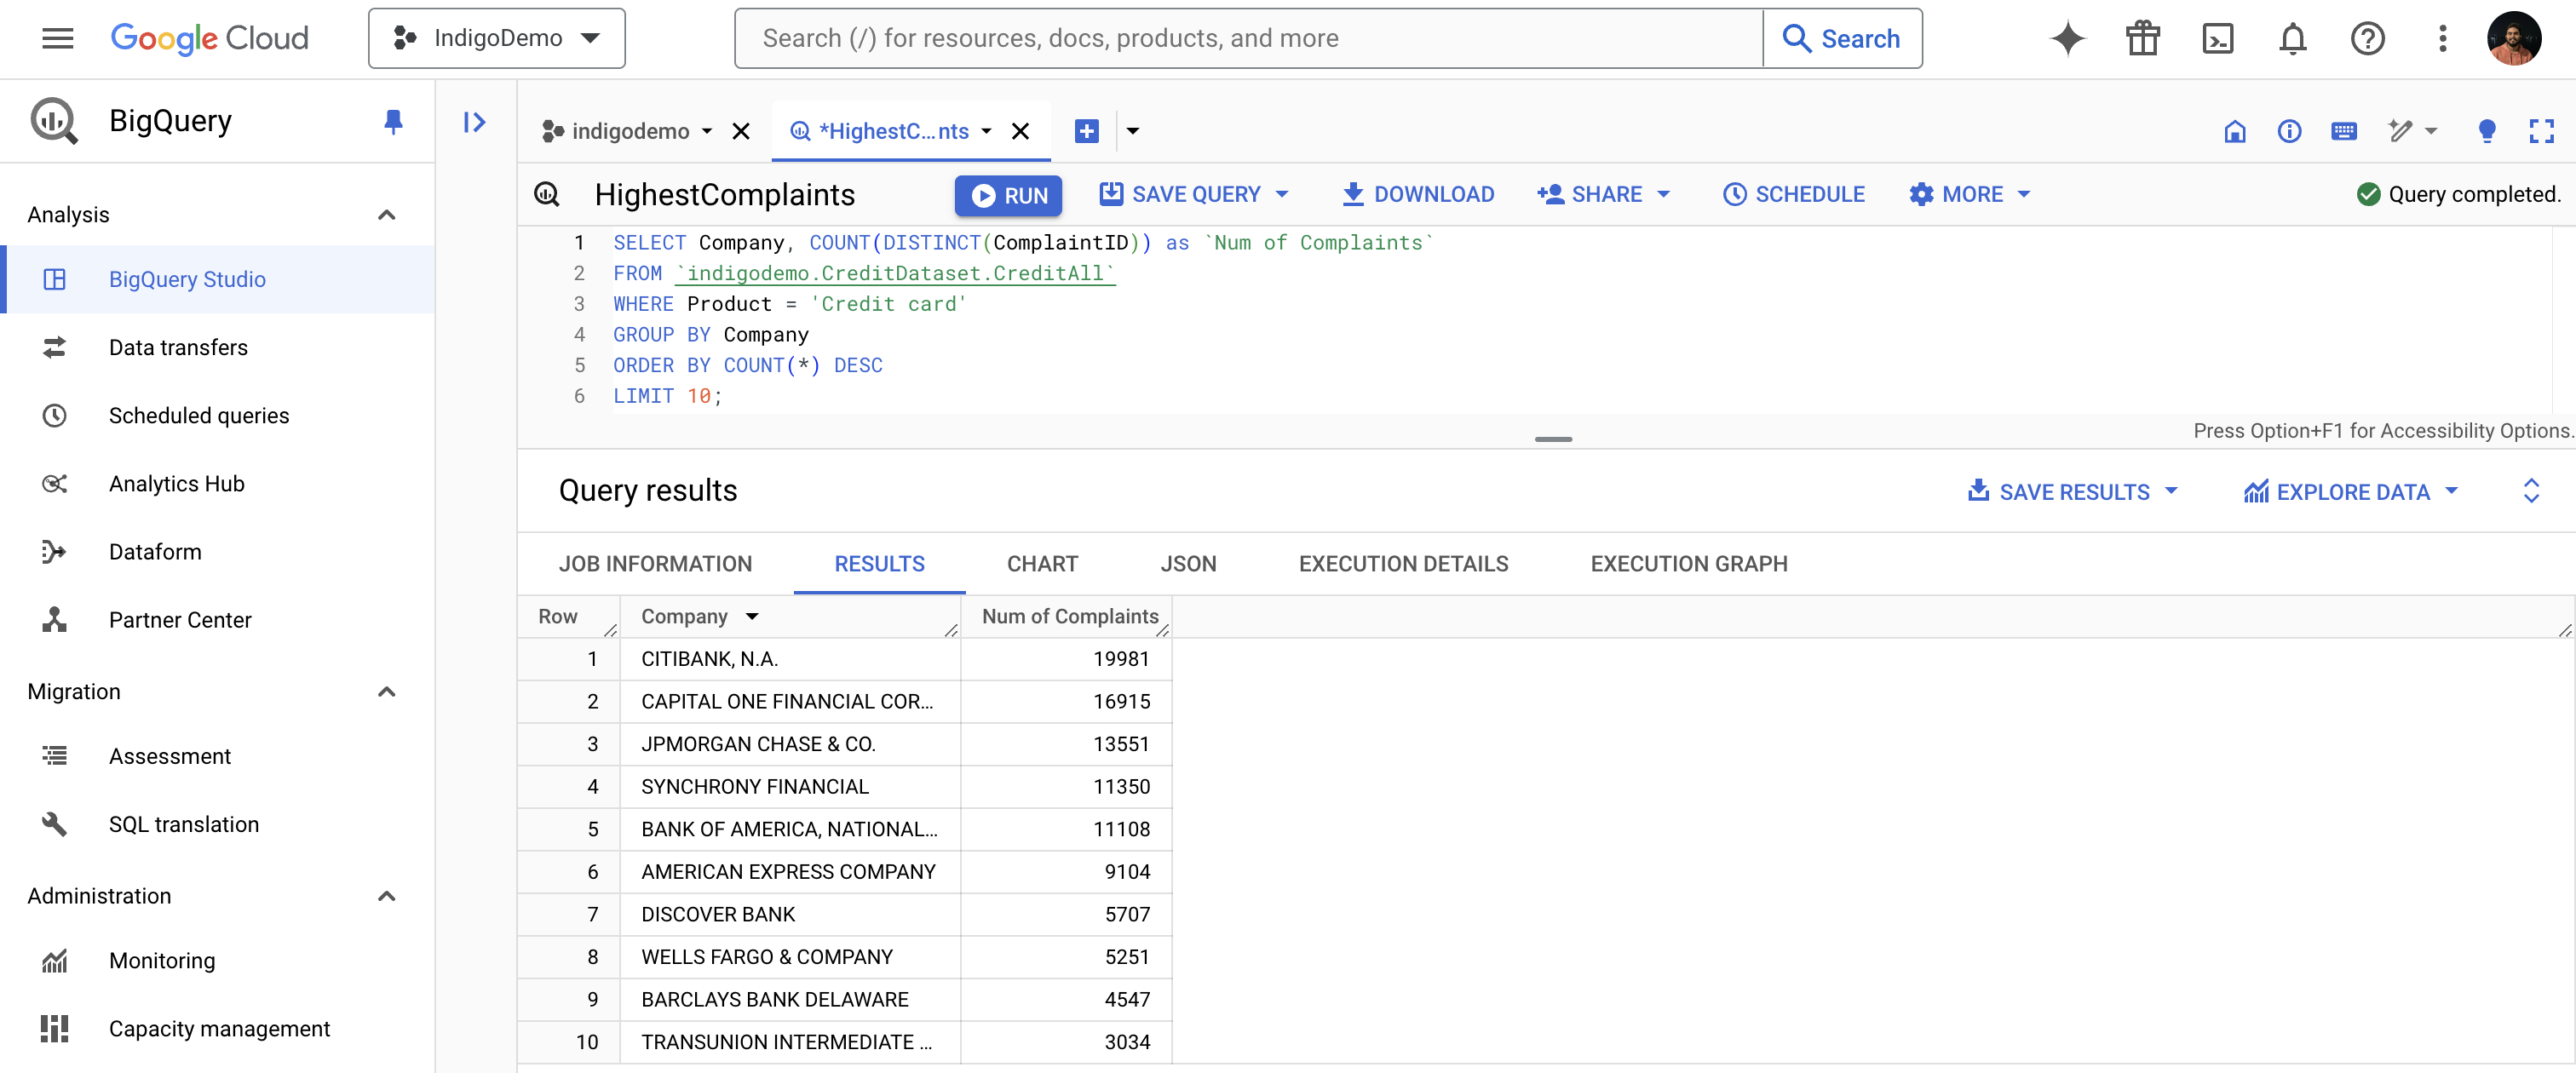 Google Cloud
IndigoDemo
Search (/) for resources, docs, products, and more
Search
BigQuery
Analysis
BigQuery Studio
Data transfers
Scheduled queries
Analytics Hub
Dataform
Partner Center
Migration
Assessment
SQL translation
Administration
Monitoring
Capacity management
indigodemo
*HighestC...nts
HighestComplaints
RUN
SAVE QUERY
DOWNLOAD
SHARE
SCHEDULE
MORE
Query completed.
1 SELECT Company, COUNT(DISTINCT(ComplaintID)) as `Num of Complaints`
2 FROM `indigodemo.CreditDataset.CreditAll`
3 WHERE Product = 'Credit card'
4 GROUP BY Company
5 ORDER BY COUNT(*) DESC
6 LIMIT 10;
Press Option+F1 for Accessibility Options.
Query results
SAVE RESULTS
EXPLORE DATA
JOB INFORMATION RESULTS CHART JSON EXECUTION DETAILS EXECUTION GRAPH
Row Company Num of Complaints
1 CITIBANK, N.A. 19981
2 CAPITAL ONE FINANCIAL COR... 16915
3 JPMORGAN CHASE & CO. 13551
4 SYNCHRONY FINANCIAL 11350
5 BANK OF AMERICA, NATIONAL... 11108
6 AMERICAN EXPRESS COMPANY 9104
7 DISCOVER BANK 5707
8 WELLS FARGO & COMPANY 5251
9 BARCLAYS BANK DELAWARE 4547
10 TRANSUNION INTERMEDIATE ... 3034